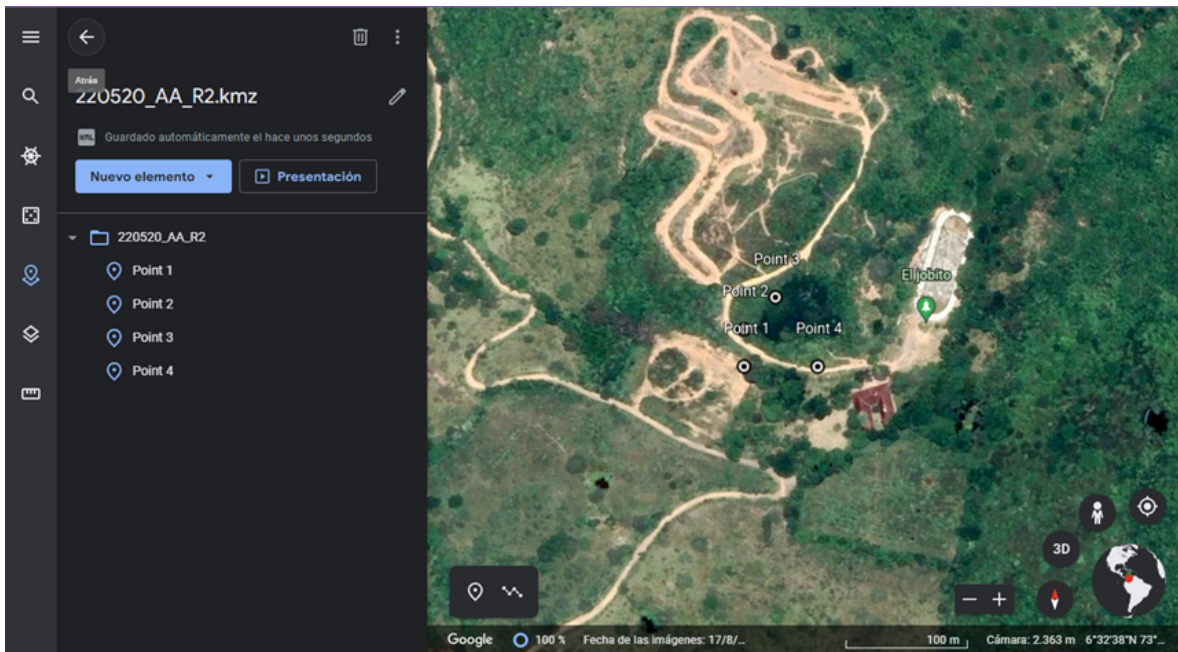 Atrás
220520_AA_R2.kmz
KML Guardado automáticamente el hace unos segundos
Nuevo elemento
Presentación
220520_AA_R2
Point 1
Point 2
Point 3
Point 4
Point 3
El jobito
Point 2
Point 1
Point 4
3D
Google
100 %
Fecha de las imágenes: 17/8/...
100 m
Cámara: 2.363 m
6°32'38"N 73°...